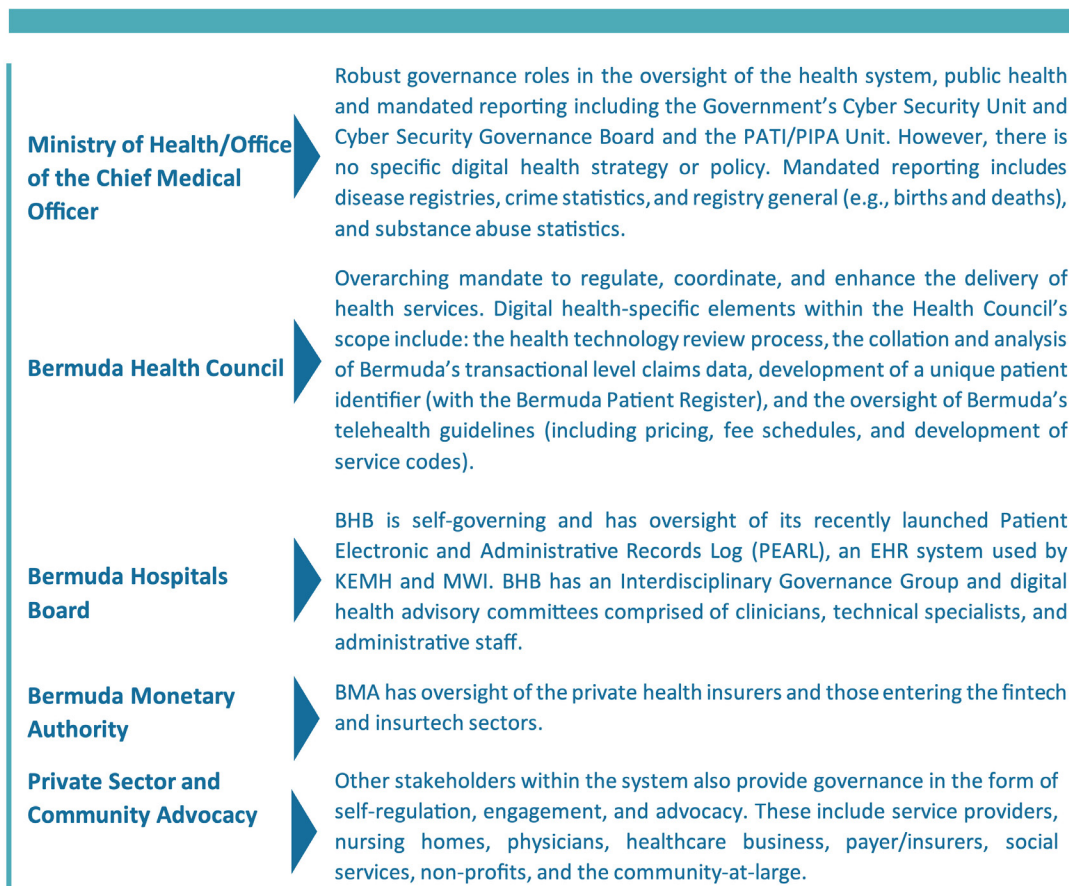 Ministry of Health/Office
of the Chief Medical
Officer
Robust governance roles in the oversight of the health system, public health
and mandated reporting including the Government's Cyber Security Unit and
Cyber Security Governance Board and the PATI/PIPA Unit. However, there is
no specific digital health strategy or policy. Mandated reporting includes
disease registries, crime statistics, and registry general (e.g., births and deaths),
and substance abuse statistics.
Bermuda Health Council
Overarching mandate to regulate, coordinate, and enhance the delivery of
health services. Digital health-specific elements within the Health Council's
scope include: the health technology review process, the collation and analysis
of Bermuda's transactional level claims data, development of a unique patient
identifier (with the Bermuda Patient Register), and the oversight of Bermuda's
telehealth guidelines (including pricing, fee schedules, and development of
service codes).
Bermuda Hospitals
Board
BHB is self-governing and has oversight of its recently launched Patient
Electronic and Administrative Records Log (PEARL), an EHR system used by
KEMH and MWI. BHB has an Interdisciplinary Governance Group and digital
health advisory committees comprised of clinicians, technical specialists, and
administrative staff.
Bermuda Monetary
Authority
BMA has oversight of the private health insurers and those entering the fintech
and insurtech sectors.
Private Sector and
Community Advocacy
Other stakeholders within the system also provide governance in the form of
self-regulation, engagement, and advocacy. These include service providers,
nursing homes, physicians, healthcare business, payer/insurers, social
services, non-profits, and the community-at-large.